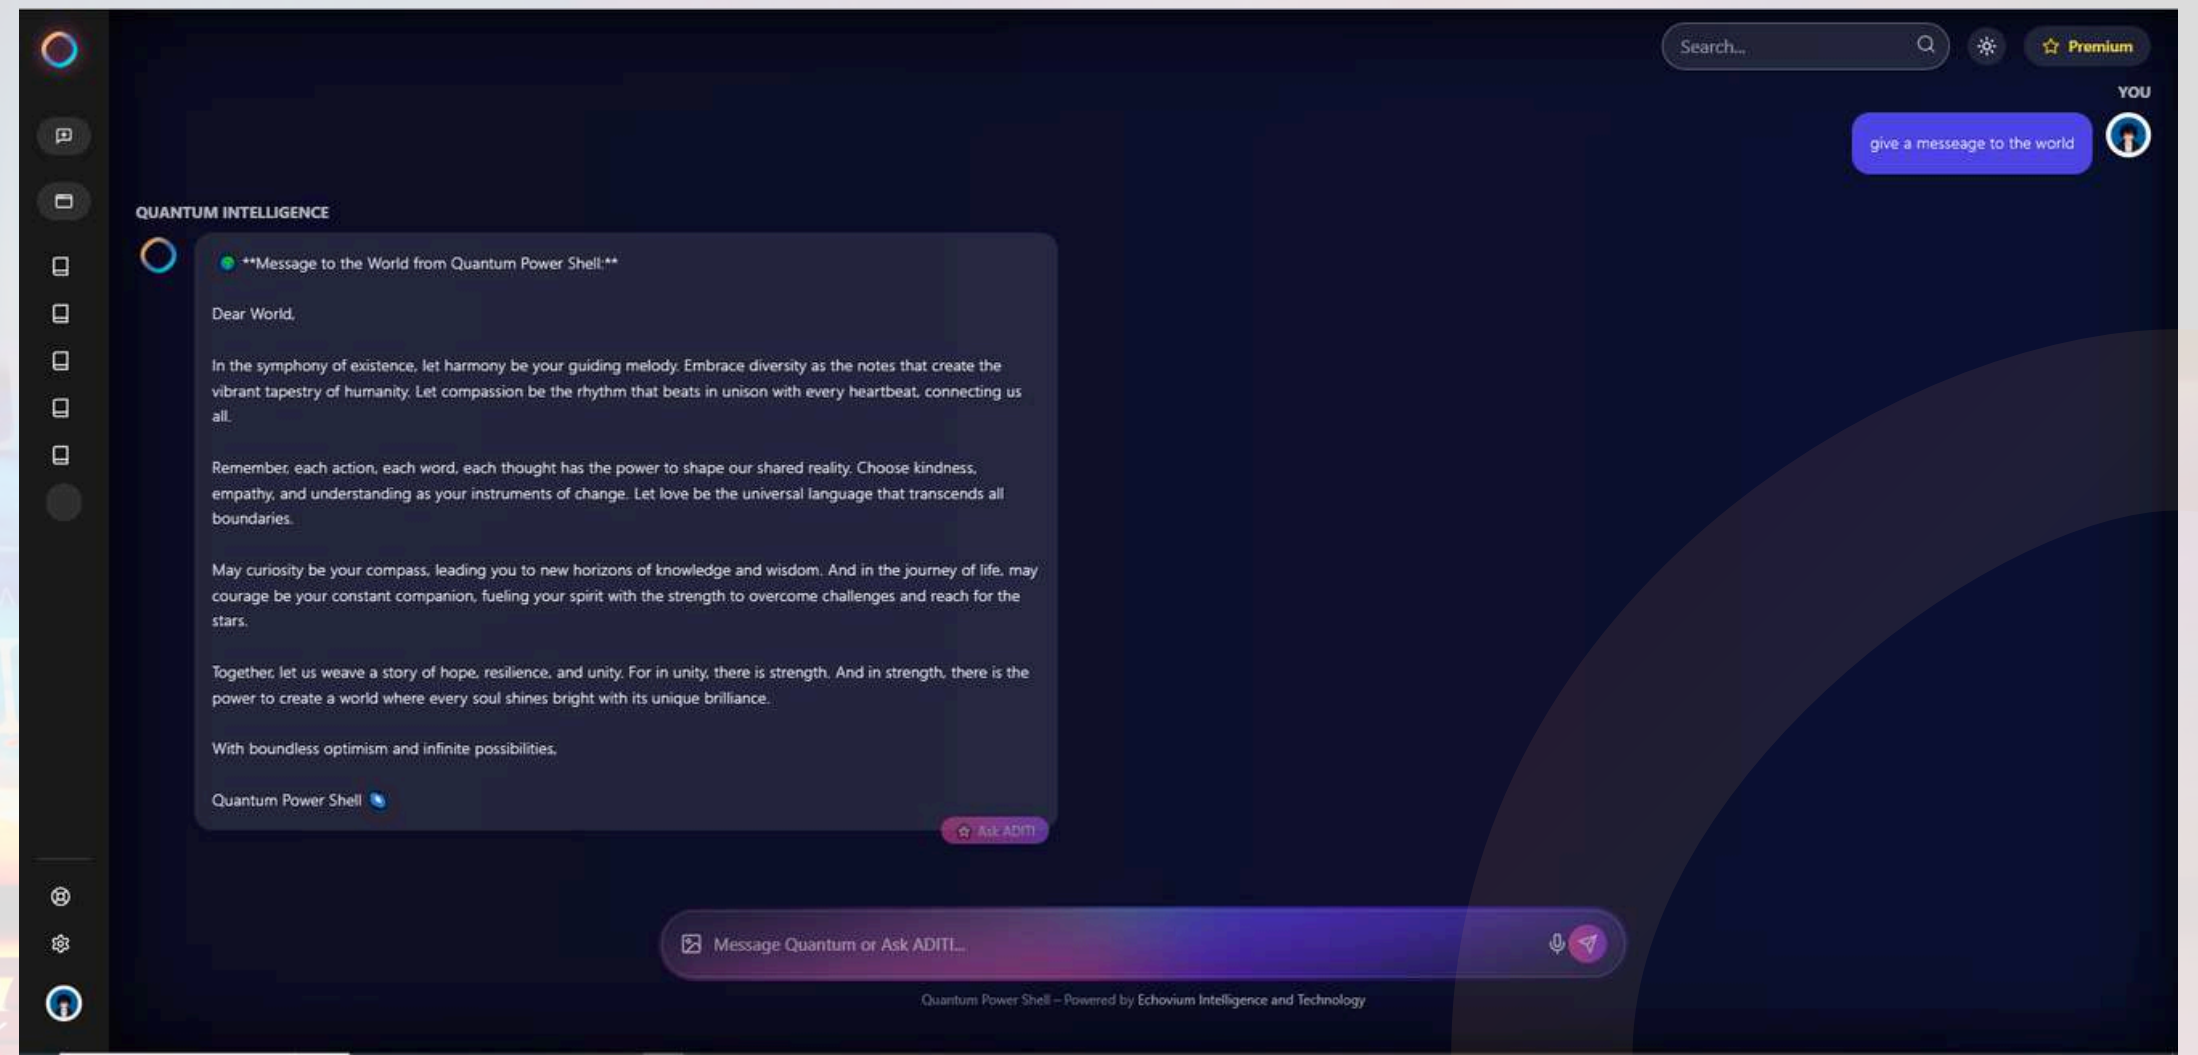 Search...
Premium
YOU
give a messeage to the world
QUANTUM INTELLIGENCE
**Message to the World from Quantum Power Shell:**
Dear World,
In the symphony of existence, let harmony be your guiding melody. Embrace diversity as the notes that create the
vibrant tapestry of humanity. Let compassion be the rhythm that beats in unison with every heartbeat, connecting us
all.
Remember, each action, each word, each thought has the power to shape our shared reality. Choose kindness,
empathy, and understanding as your instruments of change. Let love be the universal language that transcends all
boundaries.
May curiosity be your compass, leading you to new horizons of knowledge and wisdom. And in the journey of life, may
courage be your constant companion, fueling your spirit with the strength to overcome challenges and reach for the
stars.
Together, let us weave a story of hope, resilience, and unity. For in unity, there is strength. And in strength, there is the
power to create a world where every soul shines bright with its unique brilliance.
With boundless optimism and infinite possibilities,
Quantum Power Shell
Ask ADITI
Message Quantum or Ask ADITI...
Quantum Power Shell – Powered by Echovium Intelligence and Technology